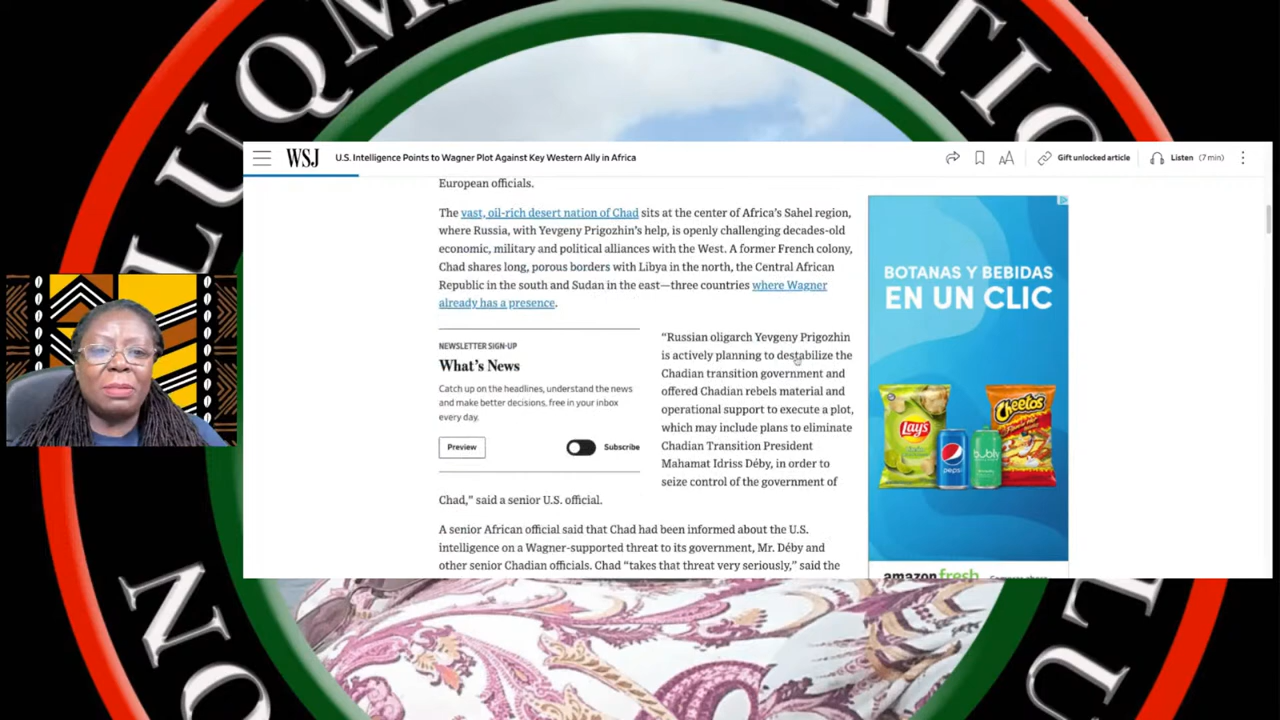 LUQM
ATIO
WSJ
U.S. Intelligence Points to Wagner Plot Against Key Western Ally in Africa
Gift unlocked article
Listen (7 min)
European officials.
The vast, oil-rich desert nation of Chad sits at the center of Africa's Sahel region,
where Russia, with Yevgeny Prigozhin's help, is openly challenging decades-old
economic, military and political alliances with the West. A former French colony,
Chad shares long, porous borders with Libya in the north, the Central African
Republic in the south and Sudan in the east—three countries where Wagner
already has a presence.
NEWSLETTER SIGN-UP
What's News
Catch up on the headlines, understand the news
and make better decisions, free in your inbox
every day.
Preview
Subscribe
“Russian oligarch Yevgeny Prigozhin
is actively planning to destabilize the
Chadian transition government and
offered Chadian rebels material and
operational support to execute a plot,
which may include plans to eliminate
Chadian Transition President
Mahamat Idriss Déby, in order to
seize control of the government of
Chad,” said a senior U.S. official.
A senior African official said that Chad had been informed about the U.S.
intelligence on a Wagner-supported threat to its government, Mr. Déby and
other senior Chadian officials. Chad “takes that threat very seriously,” said the
BOTANAS Y BEBIDAS
EN UN CLIC
Lay's
pepsi
bubly
Cheetos
amazon fresh
NO
LU